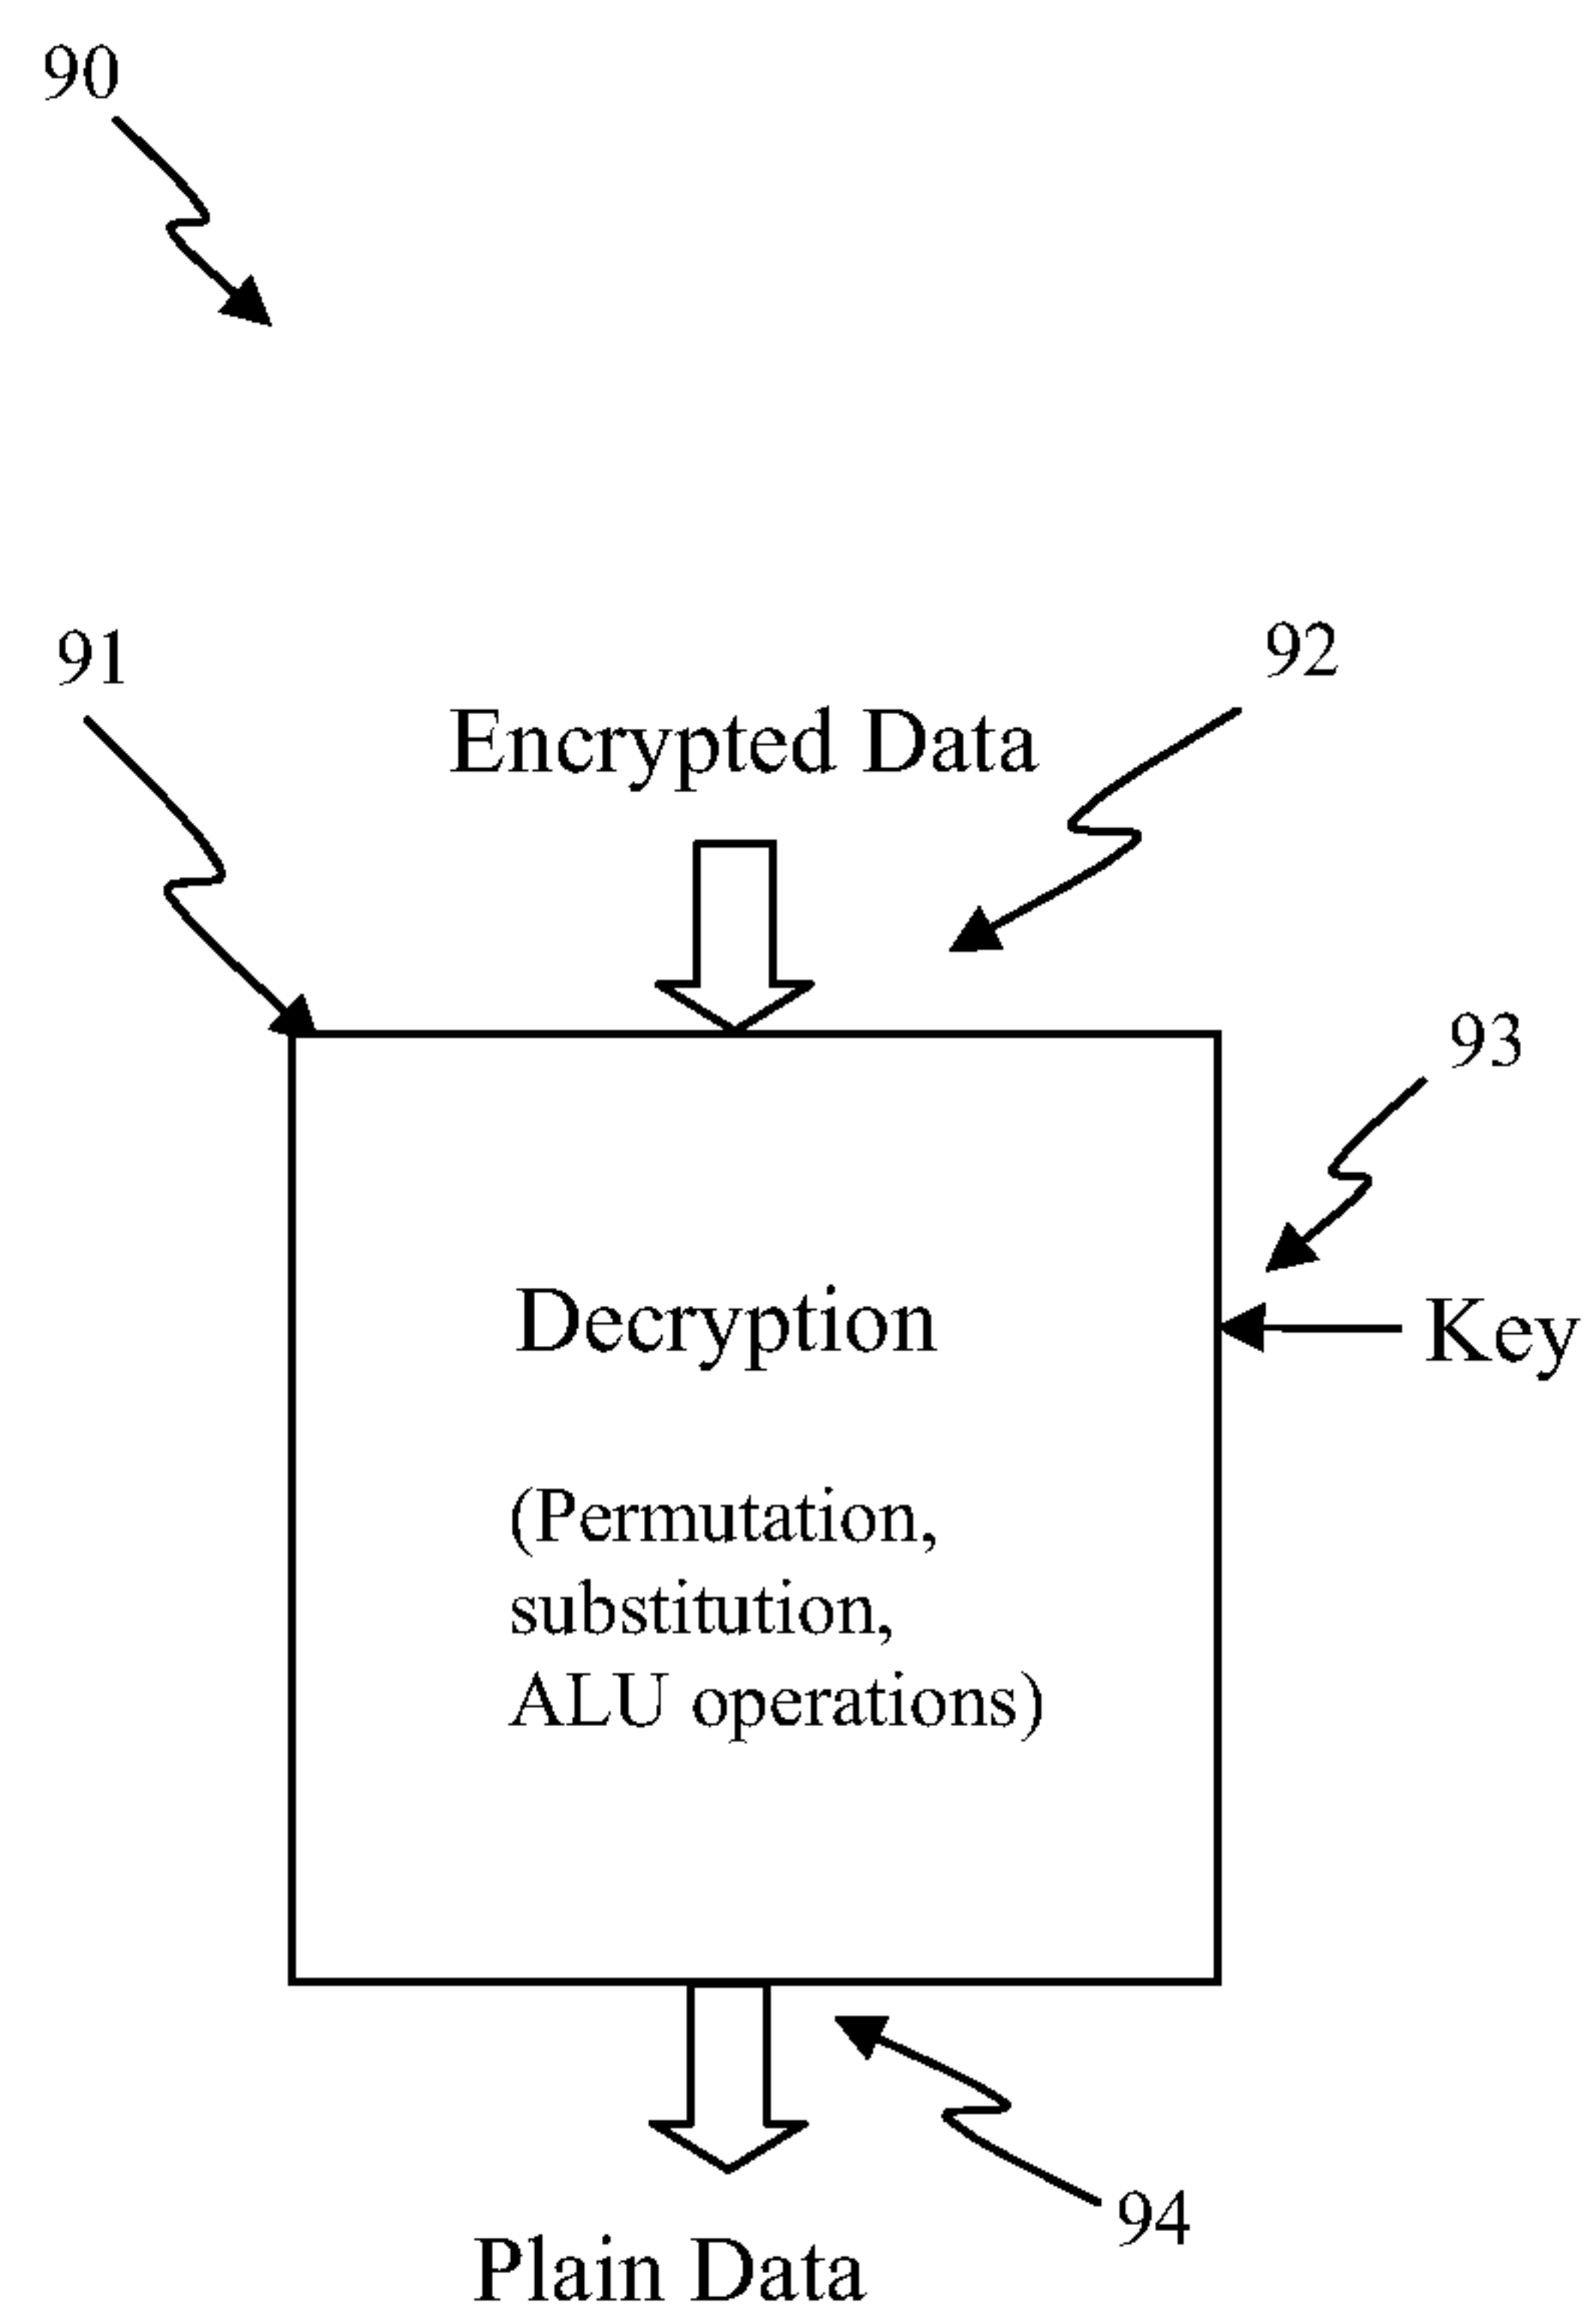 90
91
92
Encrypted Data
93
Decryption
Key
(Permutation,
substitution,
ALU operations)
94
Plain Data